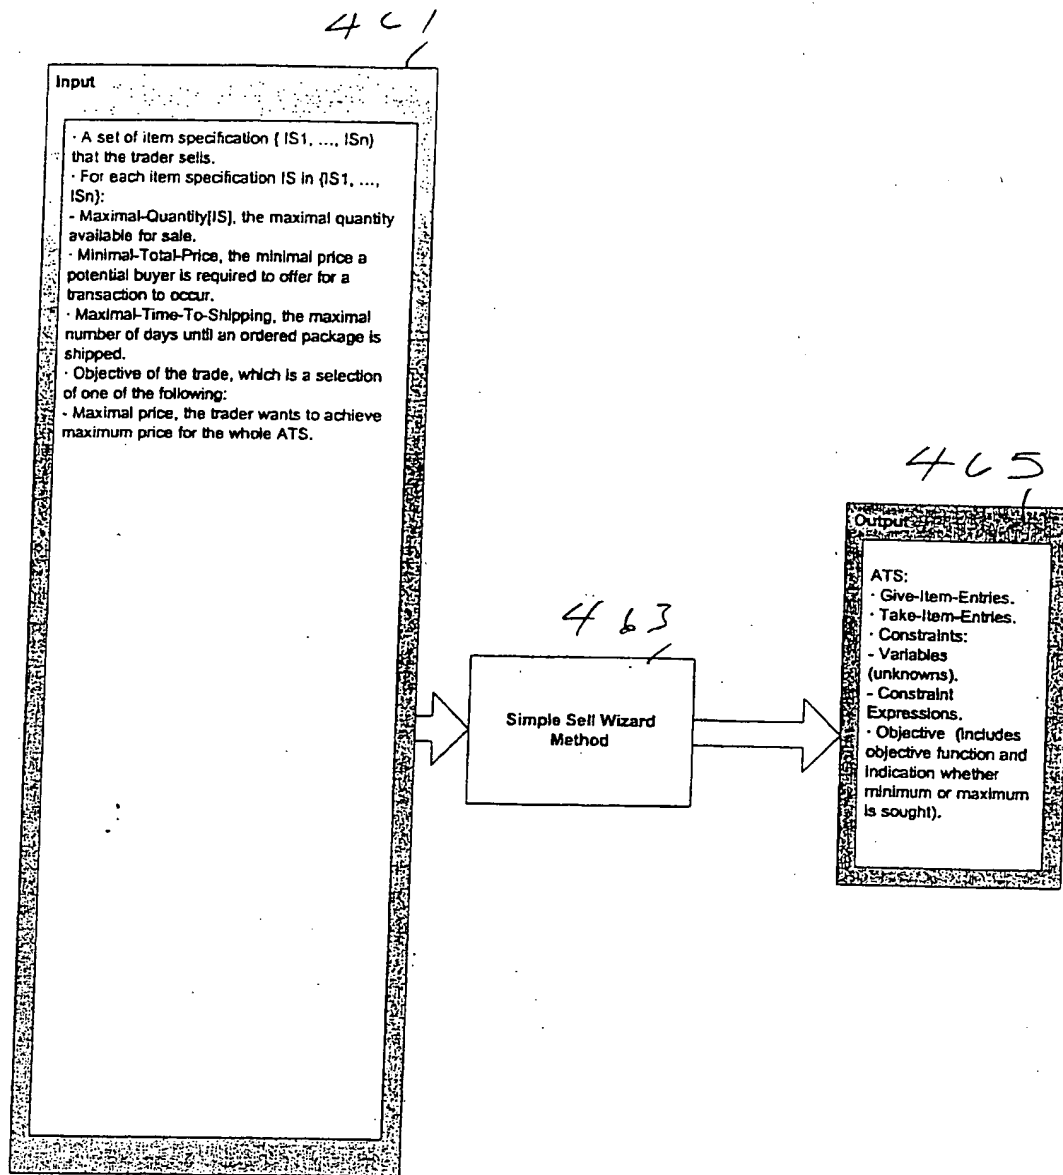 461
Input
· A set of item specification { IS1, ..., ISn}
that the trader sells.
· For each item specification IS in {IS1, ...,
ISn}:
- Maximal-Quantity[IS], the maximal quantity
available for sale.
· Minimal-Total-Price, the minimal price a
potential buyer is required to offer for a
transaction to occur.
· Maximal-Time-To-Shipping, the maximal
number of days until an ordered package is
shipped.
· Objective of the trade, which is a selection
of one of the following:
- Maximal price, the trader wants to achieve
maximum price for the whole ATS.
463
Simple Sell Wizard
Method
465
Output
ATS:
· Give-Item-Entries.
· Take-Item-Entries.
· Constraints:
- Variables
(unknowns).
- Constraint
Expressions.
· Objective (Includes
objective function and
indication whether
minimum or maximum
is sought).